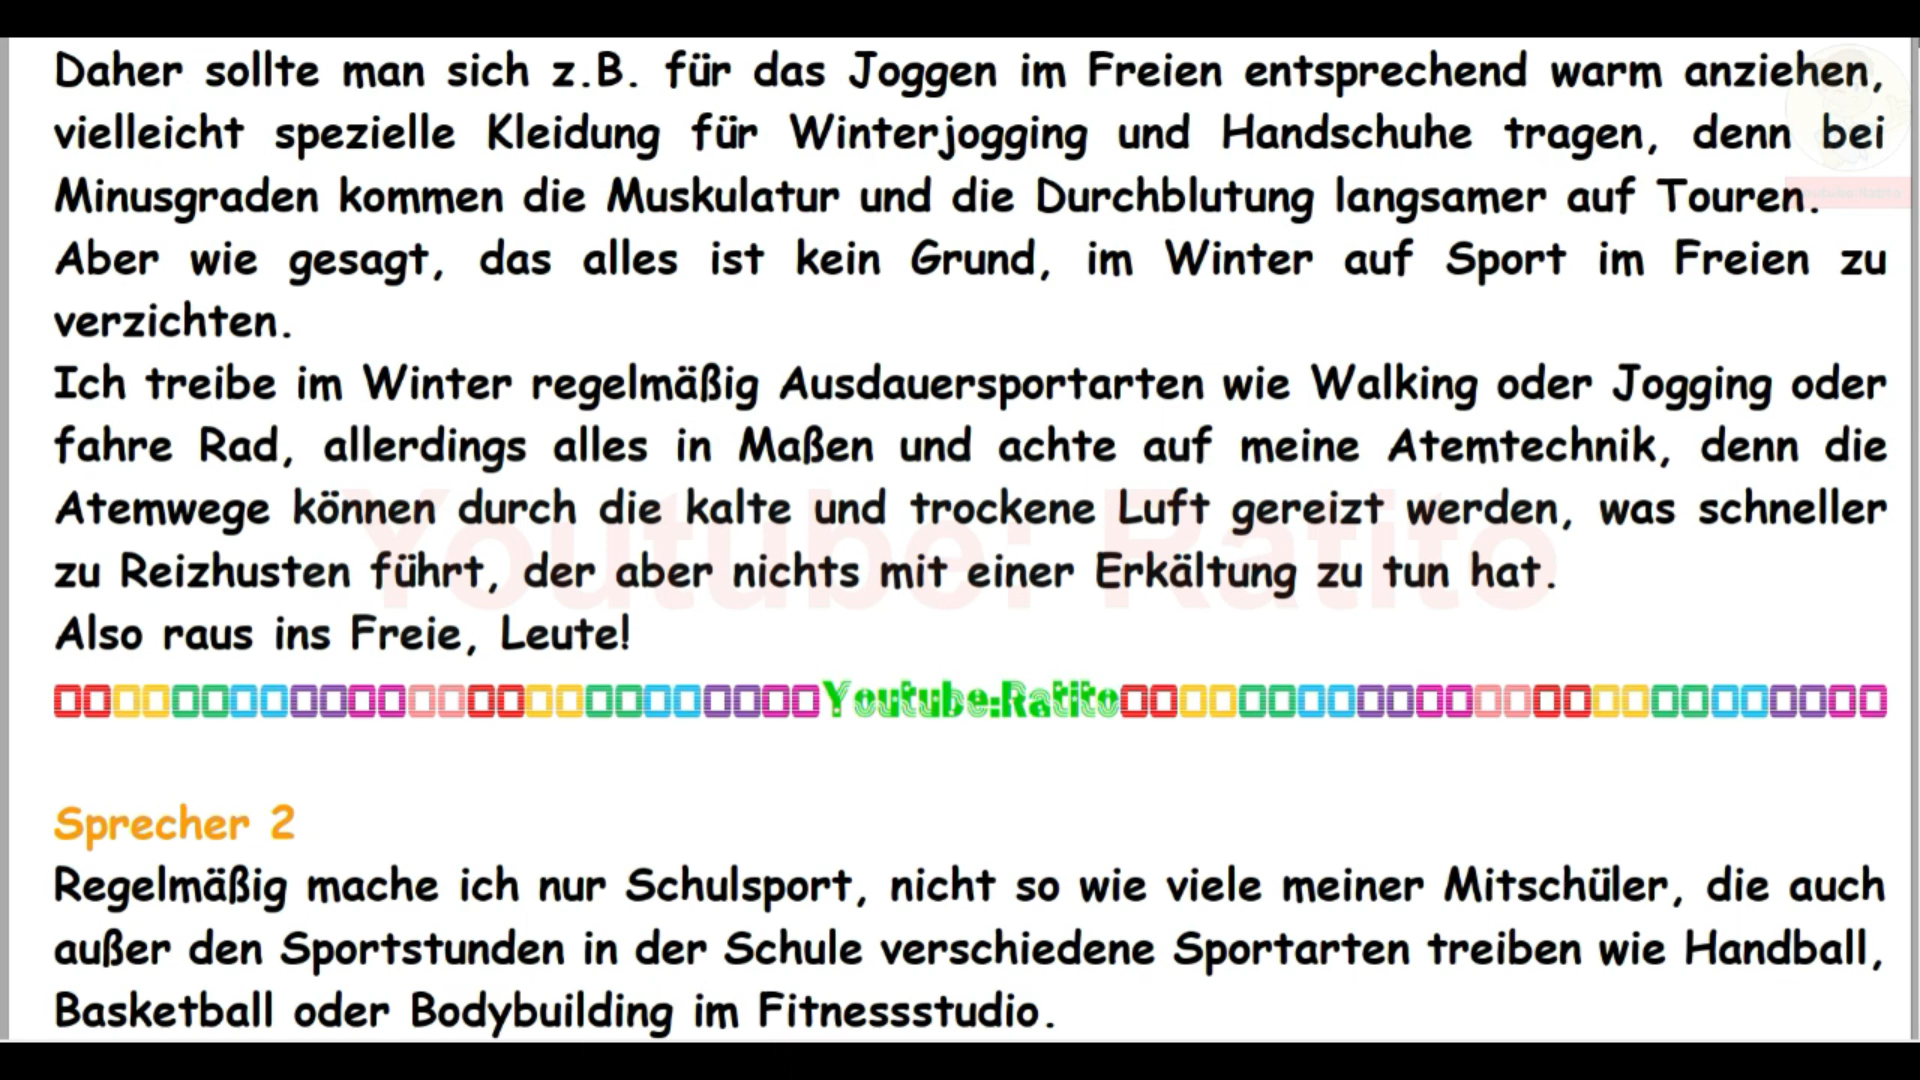 Daher sollte man sich z.B. für das Joggen im Freien entsprechend warm anziehen,
vielleicht spezielle Kleidung für Winterjogging und Handschuhe tragen, denn bei
Minusgraden kommen die Muskulatur und die Durchblutung langsamer auf Touren.
Aber wie gesagt, das alles ist kein Grund, im Winter auf Sport im Freien zu
verzichten.
Ich treibe im Winter regelmäßig Ausdauersportarten wie Walking oder Jogging oder
fahre Rad, allerdings alles in Maßen und achte auf meine Atemtechnik, denn die
Atemwege können durch die kalte und trockene Luft gereizt werden, was schneller
zu Reizhusten führt, der aber nichts mit einer Erkältung zu tun hat.
Youtube: Ratito
Also raus ins Freie, Leute!
Youtube:Ratito
Sprecher 2
Regelmäßig mache ich nur Schulsport, nicht so wie viele meiner Mitschüler, die auch
außer den Sportstunden in der Schule verschiedene Sportarten treiben wie Handball,
Basketball oder Bodybuilding im Fitnessstudio.